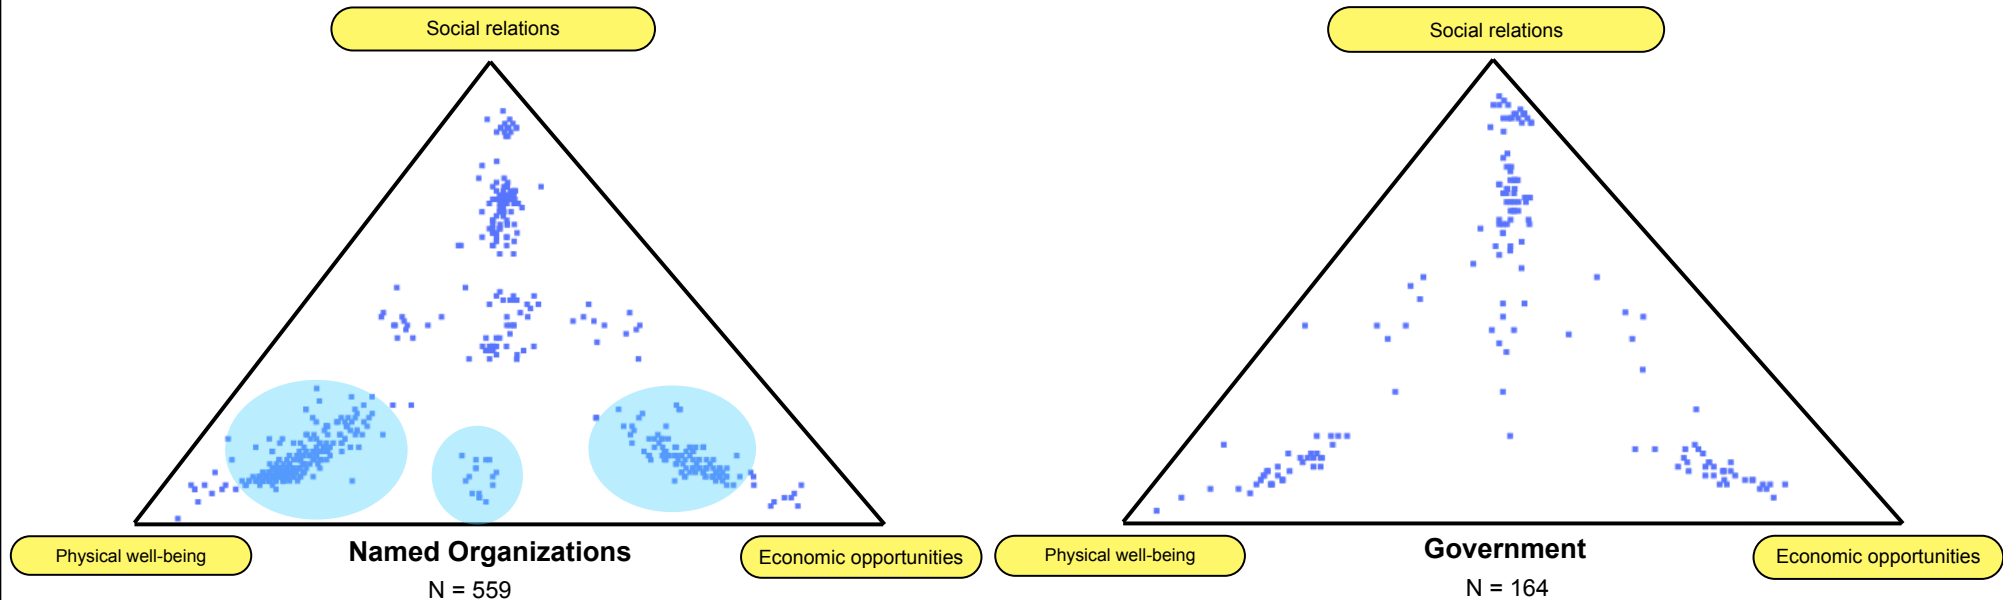 Social relations
Physical well-being
Named Organizations
N = 559
Economic opportunities
Social relations
Physical well-being
Government
N = 164
Economic opportunities